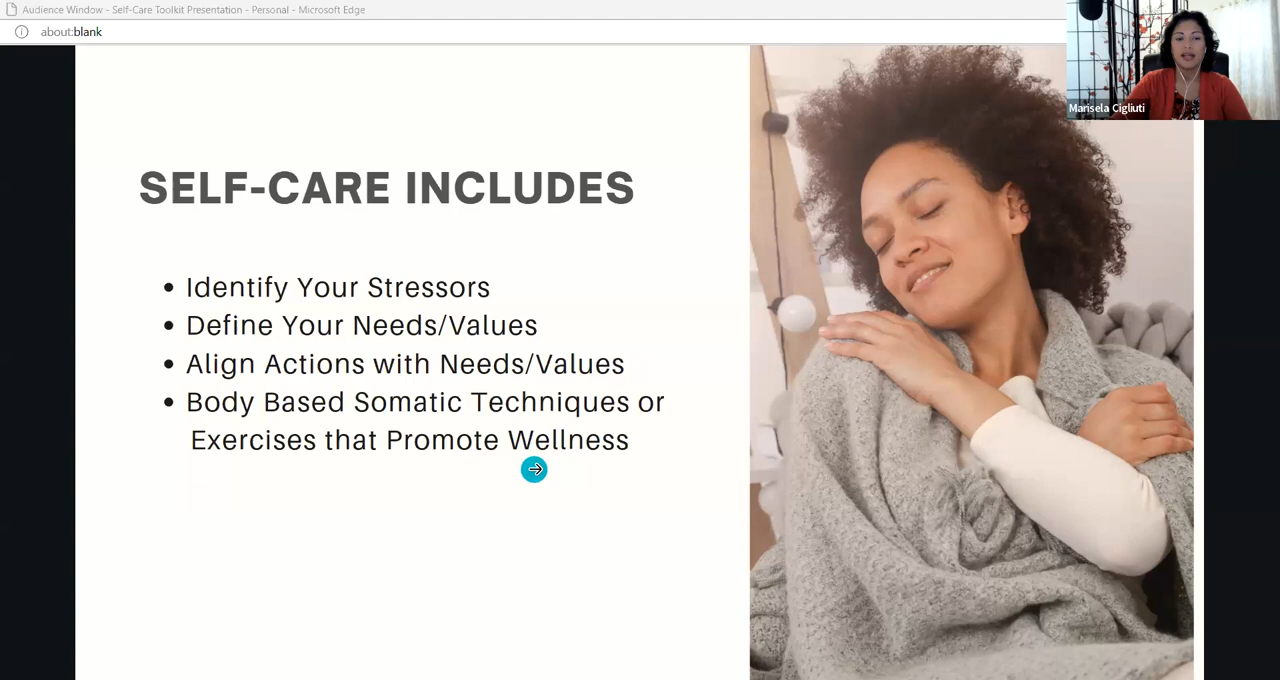 Audience Window - Self-Care Toolkit Presentation - Personal - Microsoft Edge
about:blank
Marisela Cigliuti
SELF-CARE INCLUDES
• Identify Your Stressors
• Define Your Needs/Values
• Align Actions with Needs/Values
• Body Based Somatic Techniques or
Exercises that Promote Wellness